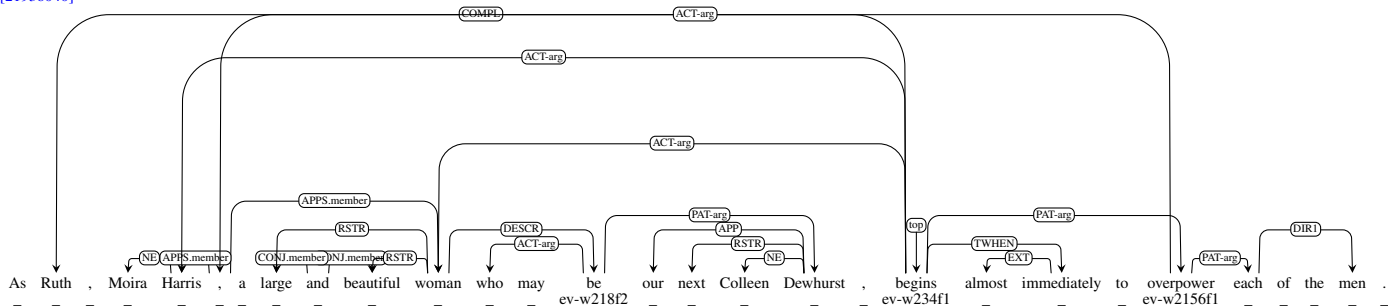 COMPL ACT-arg
ACT-arg
ACT-arg
APPS.member
PAT-arg PAT-arg
top
RSTR DESCR APP DIR1
ACT-arg RSTR TWHEN
NE APPS.member CONJ.member ONJ.member RSTR NE EXT PAT-arg
As Ruth , Moira Harris , a large and beautiful woman who may be our next Colleen Dewhurst , begins almost immediately to overpower each of the men .
ev-w218f2 ev-w234f1 ev-w2156f1